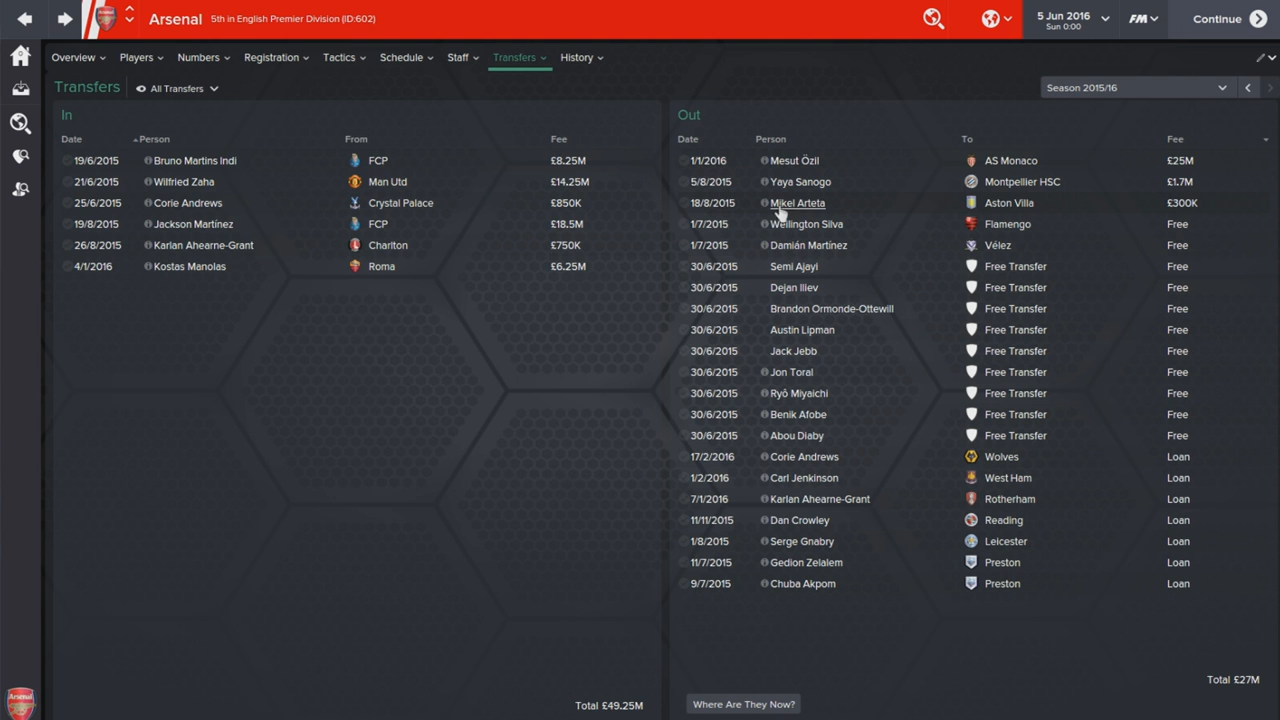 Arsenal 5th in English Premier Division (ID:602) 5 Jun 2016 Sun 0:00 FM Continue
Overview Players Numbers Registration Tactics Schedule Staff Transfers History
Transfers All Transfers Season 2015/16
In
Date Person From Fee
19/6/2015 Bruno Martins Indi FCP £8.25M
21/6/2015 Wilfried Zaha Man Utd £14.25M
25/6/2015 Corie Andrews Crystal Palace £850K
19/8/2015 Jackson Martínez FCP £18.5M
26/8/2015 Karlan Ahearne-Grant Charlton £750K
4/1/2016 Kostas Manolas Roma £6.25M
Total £49.25M
Out
Date Person To Fee
1/1/2016 Mesut Özil AS Monaco £25M
5/8/2015 Yaya Sanogo Montpellier HSC £1.7M
18/8/2015 Mikel Arteta Aston Villa £300K
1/7/2015 Wellington Silva Flamengo Free
1/7/2015 Damián Martínez Vélez Free
30/6/2015 Semi Ajayi Free Transfer Free
30/6/2015 Dejan Iliev Free Transfer Free
30/6/2015 Brandon Ormonde-Ottewill Free Transfer Free
30/6/2015 Austin Lipman Free Transfer Free
30/6/2015 Jack Jebb Free Transfer Free
30/6/2015 Jon Toral Free Transfer Free
30/6/2015 Ryō Miyaichi Free Transfer Free
30/6/2015 Benik Afobe Free Transfer Free
30/6/2015 Abou Diaby Free Transfer Free
17/2/2016 Corie Andrews Wolves Loan
1/2/2016 Carl Jenkinson West Ham Loan
7/1/2016 Karlan Ahearne-Grant Rotherham Loan
11/11/2015 Dan Crowley Reading Loan
1/8/2015 Serge Gnabry Leicester Loan
11/7/2015 Gedion Zelalem Preston Loan
9/7/2015 Chuba Akpom Preston Loan
Total £27M
Where Are They Now?
Arsenal